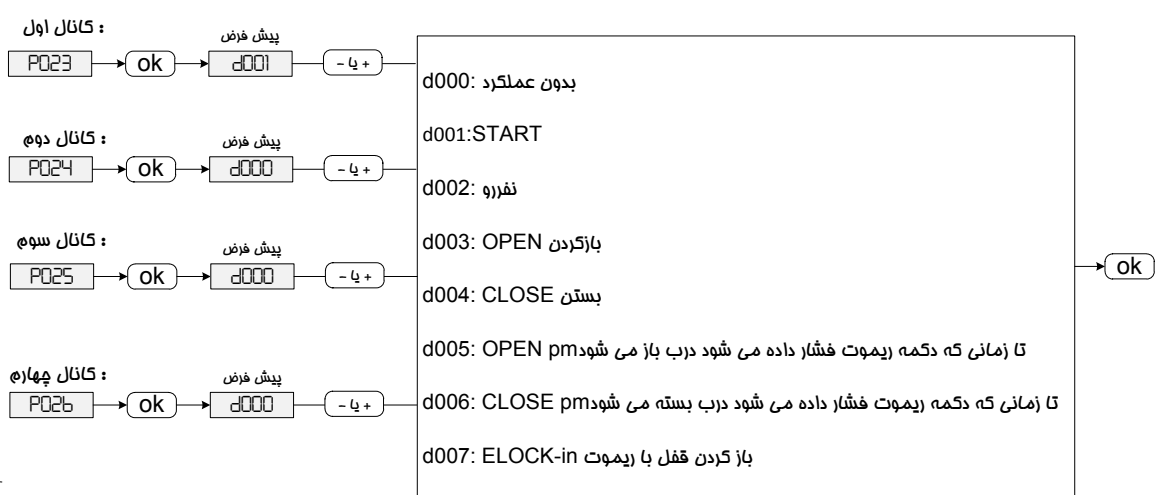 کانال اول :
پیش فرض
P023 ok d001 + یا -
کانال دوم :
پیش فرض
P024 ok d000 + یا -
کانال سوم :
پیش فرض
P025 ok d000 + یا -
کانال چهارم :
پیش فرض
P026 ok d000 + یا -
d000: بدون عملکرد
d001:START
d002: نفررو
d003: OPEN بازکردن
d004: CLOSE بستن
d005: OPEN pm تا زمانی که دکمه ریموت فشار داده می شود درب باز می شود
d006: CLOSE pm تا زمانی که دکمه ریموت فشار داده می شود درب بسته می شود
d007: ELOCK-in باز کردن قفل با ریموت
ok